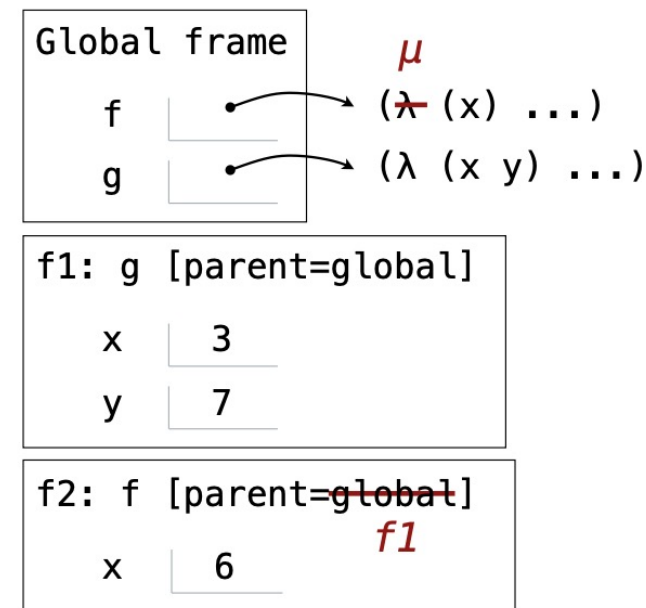 Global frame
μ
f (λ (x) ...)
g (λ (x y) ...)
f1: g [parent=global]
x 3
y 7
f2: f [parent=global]
f1
x 6